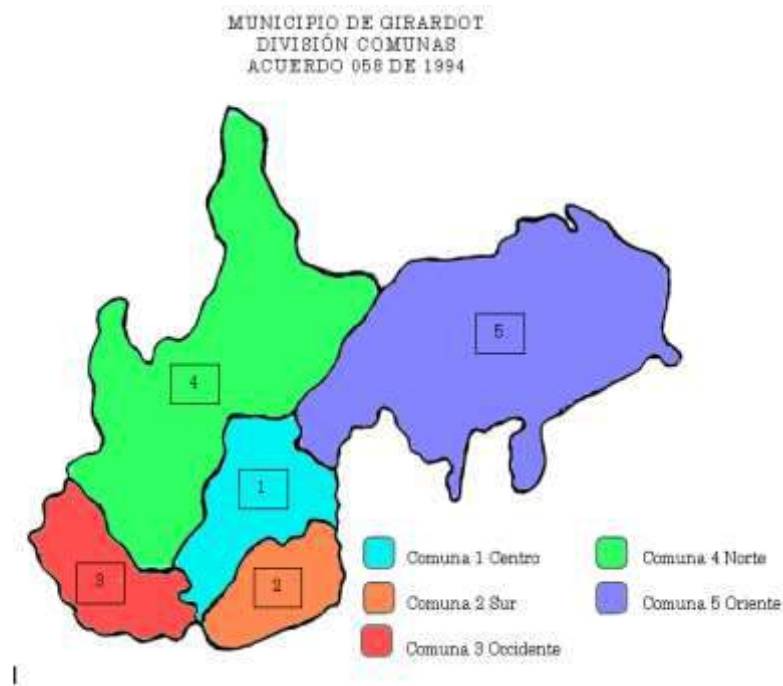 MUNICIPIO DE GIRARDOT
DIVISIÓN COMUNAS
ACUERDO 058 DE 1994
5
4
1
3
2
Comuna 1 Centro
Comuna 2 Sur
Comuna 3 Occidente
Comuna 4 Norte
Comuna 5 Oriente